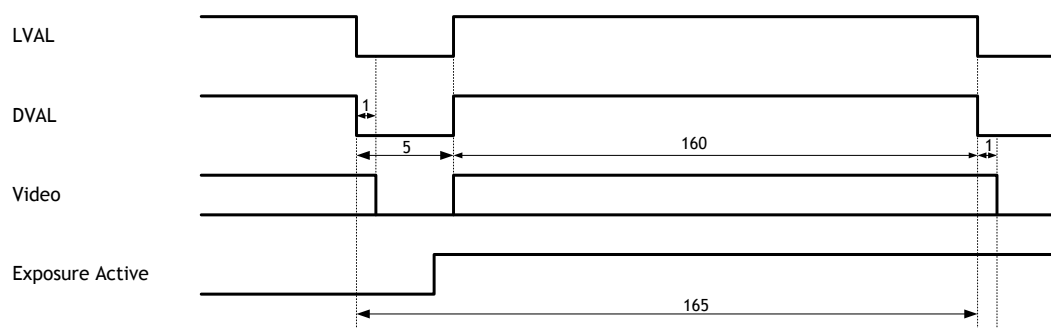 LVAL
1
DVAL
5 160 1
Video
Exposure Active
165